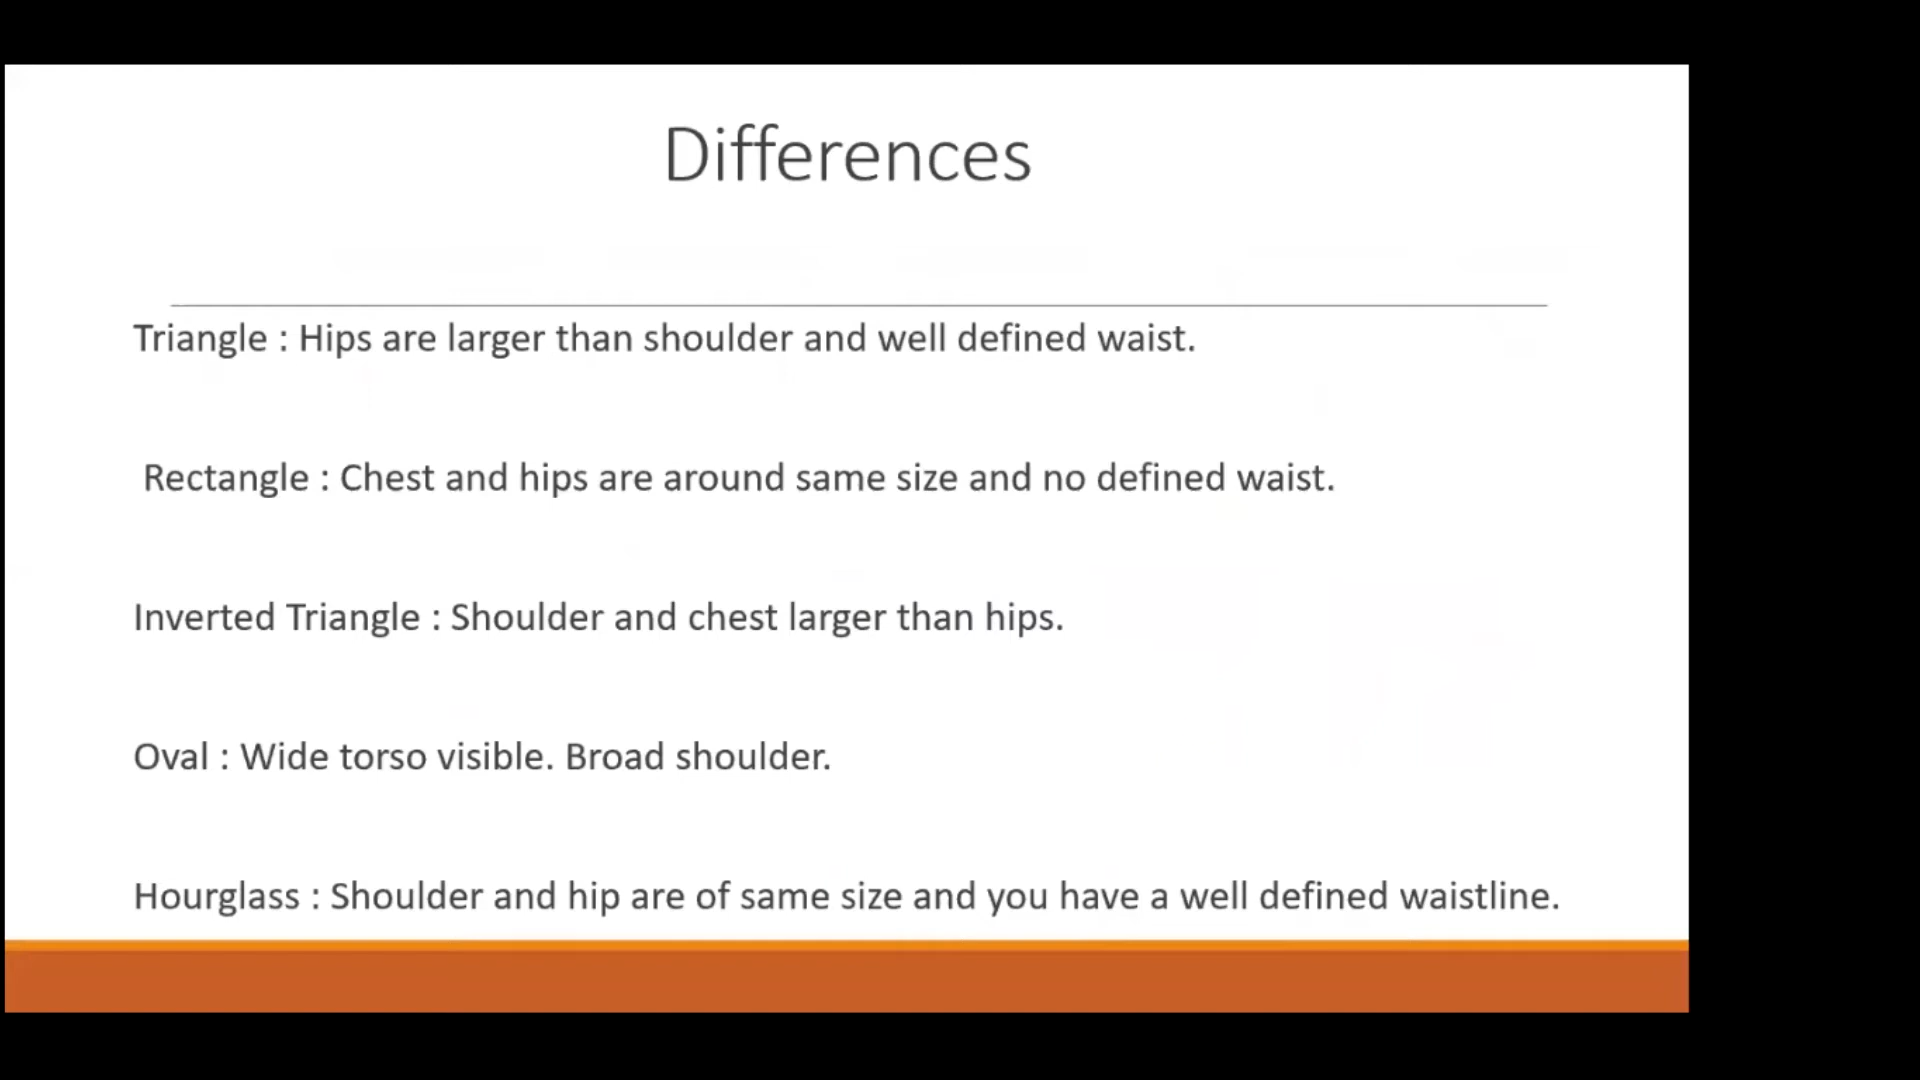 Differences
Triangle : Hips are larger than shoulder and well defined waist.
Rectangle : Chest and hips are around same size and no defined waist.
Inverted Triangle : Shoulder and chest larger than hips.
Oval : Wide torso visible. Broad shoulder.
Hourglass : Shoulder and hip are of same size and you have a well defined waistline.